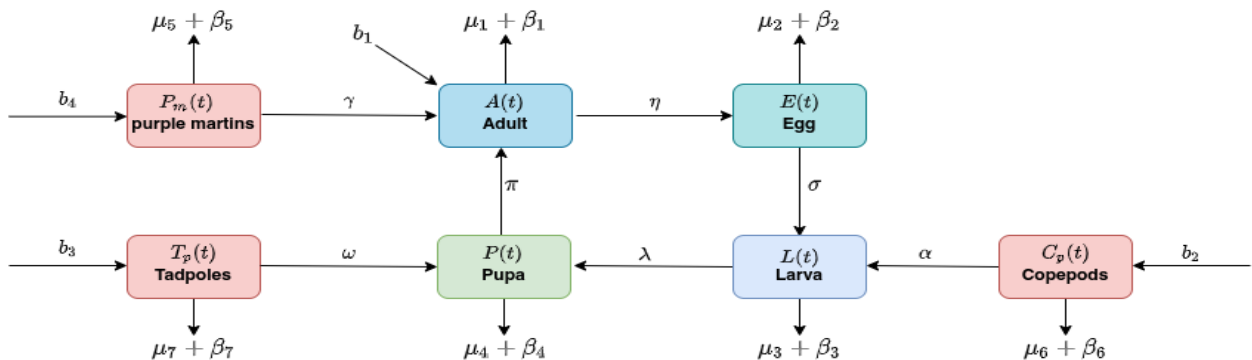 μ₅ + β₅
μ₁ + β₁
μ₂ + β₂
b₁
b₄
Pₘ(t)
purple martins
γ
A(t)
Adult
η
E(t)
Egg
π
σ
b₃
Tₚ(t)
Tadpoles
ω
P(t)
Pupa
λ
L(t)
Larva
α
Cₚ(t)
Copepods
b₂
μ₇ + β₇
μ₄ + β₄
μ₃ + β₃
μ₆ + β₆